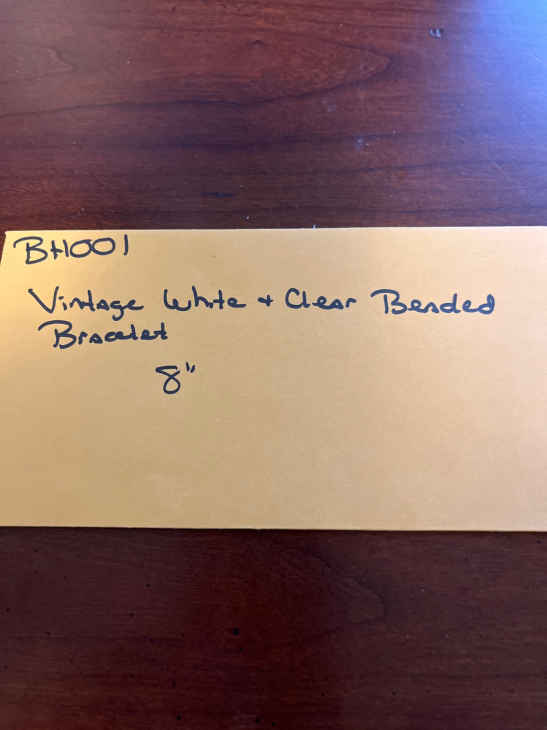 BH001
Vintage White + Clear Beaded
Bracelet
8"